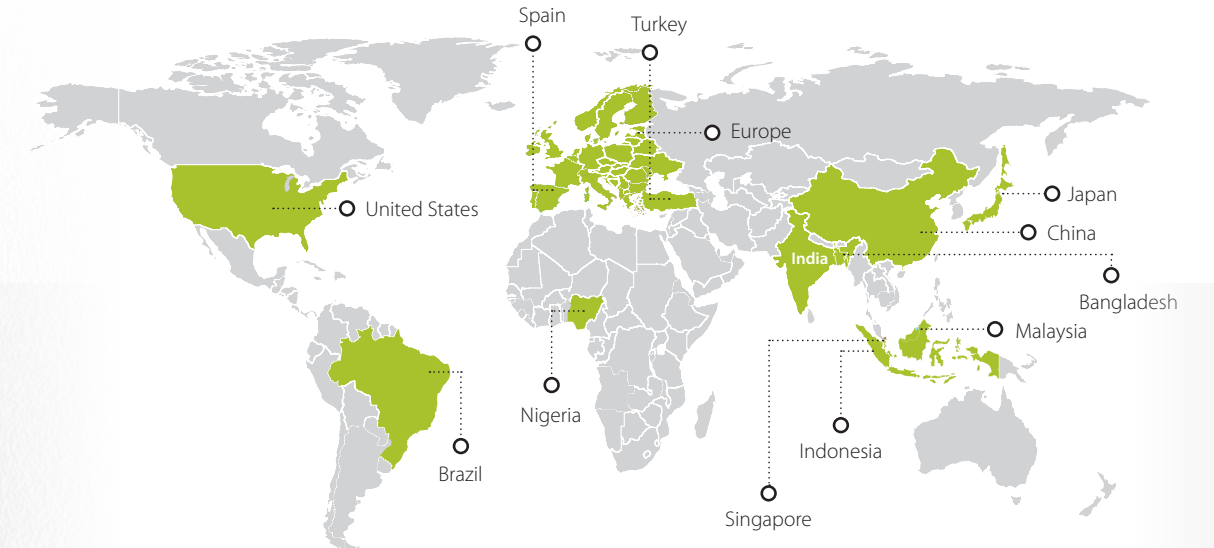 Spain
Turkey
Europe
Japan
United States
China
India
Bangladesh
Malaysia
Nigeria
Indonesia
Brazil
Singapore